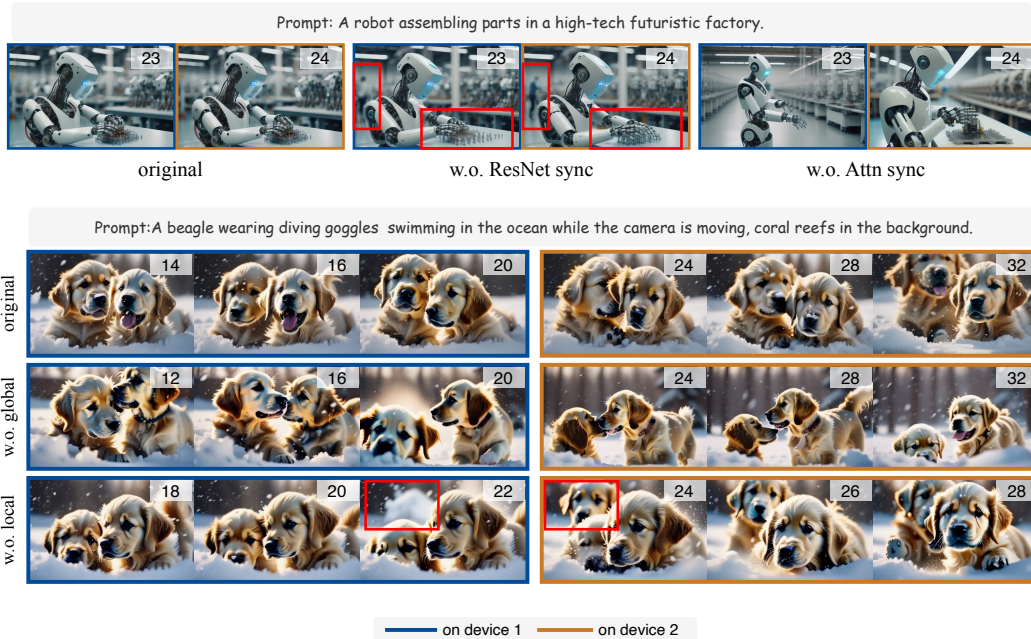 Prompt: A robot assembling parts in a high-tech futuristic factory.
23 24 23 24 23 24
original w.o. ResNet sync w.o. Attn sync
Prompt:A beagle wearing diving goggles swimming in the ocean while the camera is moving, coral reefs in the background.
original 14 16 20 24 28 32
w.o. global 12 16 20 24 28 32
w.o. local 18 20 22 24 26 28
on device 1 on device 2